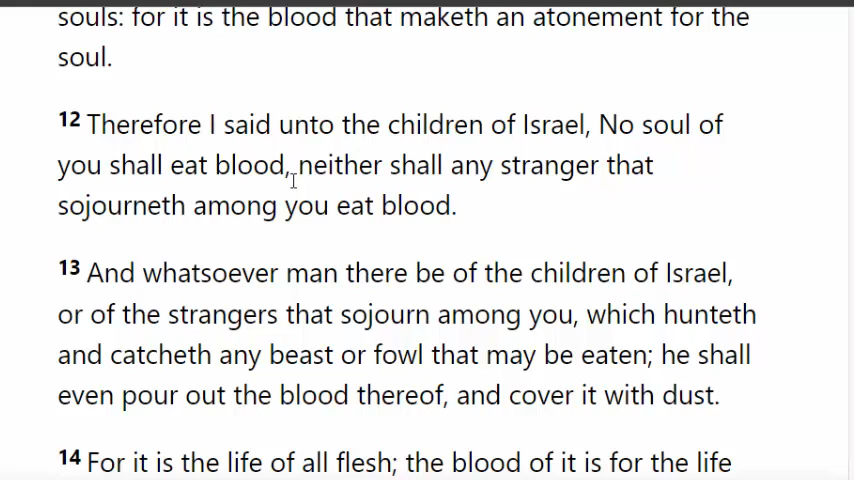 souls: for it is the blood that maketh an atonement for the
soul.
12 Therefore I said unto the children of Israel, No soul of
you shall eat blood, neither shall any stranger that
sojourneth among you eat blood.
13 And whatsoever man there be of the children of Israel,
or of the strangers that sojourn among you, which hunteth
and catcheth any beast or fowl that may be eaten; he shall
even pour out the blood thereof, and cover it with dust.
14 For it is the life of all flesh; the blood of it is for the life